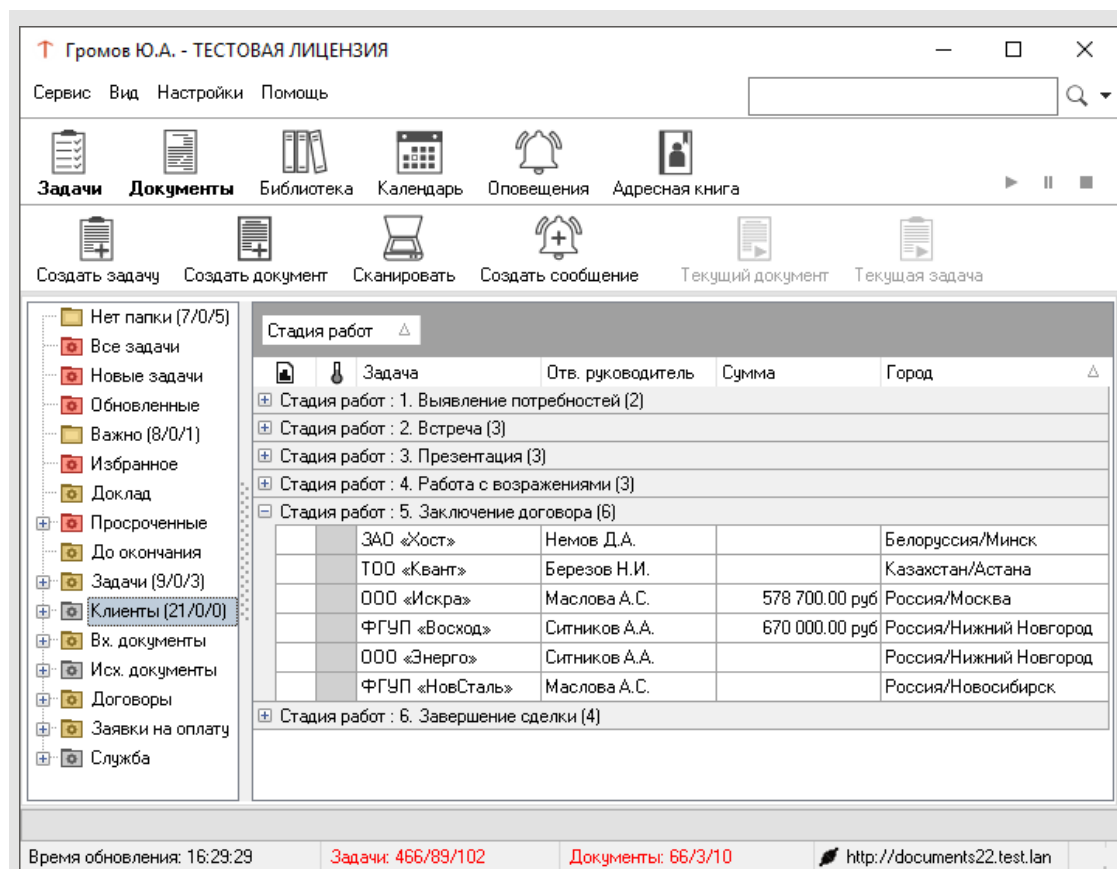 Громов Ю.А. - ТЕСТОВАЯ ЛИЦЕНЗИЯ
Сервис Вид Настройки Помощь
Задачи Документы Библиотека Календарь Оповещения Адресная книга
Создать задачу Создать документ Сканировать Создать сообщение Текущий документ Текущая задача
Нет папки (7/0/5)
Все задачи
Новые задачи
Обновленные
Важно (8/0/1)
Избранное
Доклад
Просроченные
До окончания
Задачи (9/0/3)
Клиенты (21/0/0)
Вх. документы
Исх. документы
Договоры
Заявки на оплату
Служба
Стадия работ
Задача Отв. руководитель Сумма Город
Стадия работ : 1. Выявление потребностей (2)
Стадия работ : 2. Встреча (3)
Стадия работ : 3. Презентация (3)
Стадия работ : 4. Работа с возражениями (3)
Стадия работ : 5. Заключение договора (6)
ЗАО «Хост» Немов Д.А. Белоруссия/Минск
ТОО «Квант» Березов Н.И. Казахстан/Астана
ООО «Искра» Маслова А.С. 578 700.00 руб Россия/Москва
ФГУП «Восход» Ситников А.А. 670 000.00 руб Россия/Нижний Новгород
ООО «Энерго» Ситников А.А. Россия/Нижний Новгород
ФГУП «НовСталь» Маслова А.С. Россия/Новосибирск
Стадия работ : 6. Завершение сделки (4)
Время обновления: 16:29:29 Задачи: 466/89/102 Документы: 66/3/10 http://documents22.test.lan